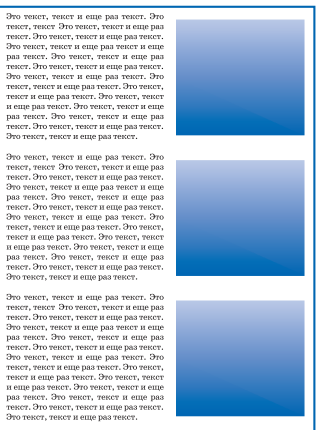 Это текст, текст и еще раз текст. Это
текст, текст Это текст, текст и еще раз
текст. Это текст, текст и еще раз текст.
Это текст, текст и еще раз текст и еще
раз текст. Это текст, текст и еще раз
текст. Это текст, текст и еще раз текст.
Это текст, текст и еще раз текст. Это
текст, текст и еще раз текст. Это текст,
текст и еще раз текст. Это текст, текст
и еще раз текст. Это текст, текст и еще
раз текст. Это текст, текст и еще раз
текст. Это текст, текст и еще раз текст.
Это текст, текст и еще раз текст.
Это текст, текст и еще раз текст. Это
текст, текст Это текст, текст и еще раз
текст. Это текст, текст и еще раз текст.
Это текст, текст и еще раз текст и еще
раз текст. Это текст, текст и еще раз
текст. Это текст, текст и еще раз текст.
Это текст, текст и еще раз текст. Это
текст, текст и еще раз текст. Это текст,
текст и еще раз текст. Это текст, текст
и еще раз текст. Это текст, текст и еще
раз текст. Это текст, текст и еще раз
текст. Это текст, текст и еще раз текст.
Это текст, текст и еще раз текст.
Это текст, текст и еще раз текст. Это
текст, текст Это текст, текст и еще раз
текст. Это текст, текст и еще раз текст.
Это текст, текст и еще раз текст и еще
раз текст. Это текст, текст и еще раз
текст. Это текст, текст и еще раз текст.
Это текст, текст и еще раз текст. Это
текст, текст и еще раз текст. Это текст,
текст и еще раз текст. Это текст, текст
и еще раз текст. Это текст, текст и еще
раз текст. Это текст, текст и еще раз
текст. Это текст, текст и еще раз текст.
Это текст, текст и еще раз текст.